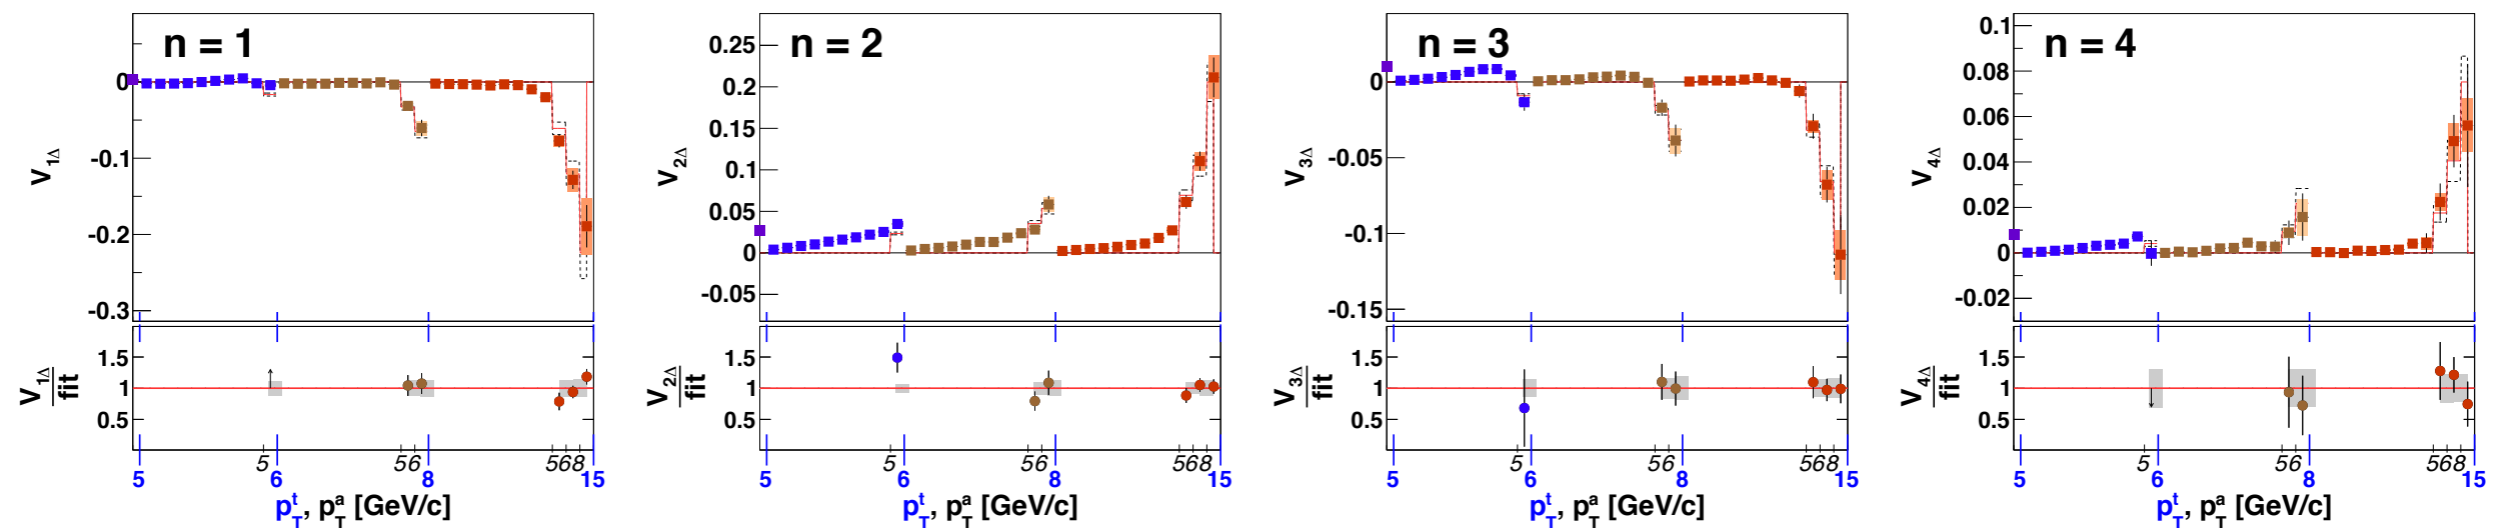 n = 1
0
-0.1
-0.2
-0.3
V1Δ
1.5
1
0.5
V1Δ
fit
5 56 568
5 6 8 15
pTt, pTa [GeV/c]
n = 2
0.25
0.2
0.15
0.1
0.05
0
-0.05
V2Δ
1.5
1
0.5
V2Δ
fit
5 56 568
5 6 8 15
pTt, pTa [GeV/c]
n = 3
0
-0.05
-0.1
-0.15
V3Δ
1.5
1
0.5
V3Δ
fit
5 56 568
5 6 8 15
pTt, pTa [GeV/c]
n = 4
0.1
0.08
0.06
0.04
0.02
0
-0.02
V4Δ
1.5
1
0.5
V4Δ
fit
5 56 568
5 6 8 15
pTt, pTa [GeV/c]